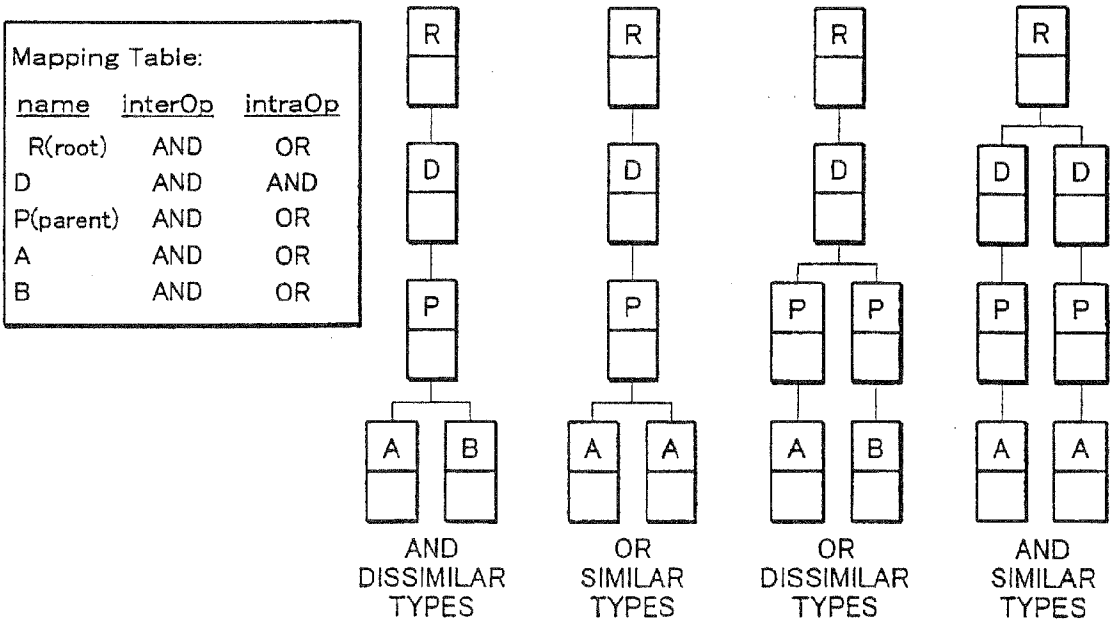 Mapping Table:
name interOp intraOp
R(root) AND OR
D AND AND
P(parent) AND OR
A AND OR
B AND OR
R
D
P
A B
AND
DISSIMILAR
TYPES
R
D
P
A A
OR
SIMILAR
TYPES
R
D
P P
A B
OR
DISSIMILAR
TYPES
R
D D
P P
A A
AND
SIMILAR
TYPES